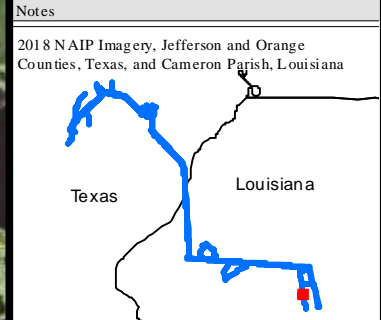 Notes
2018 NAIP Imagery, Jefferson and Orange
Counties, Texas, and Cameron Parish, Louisiana
Louisiana
Texas